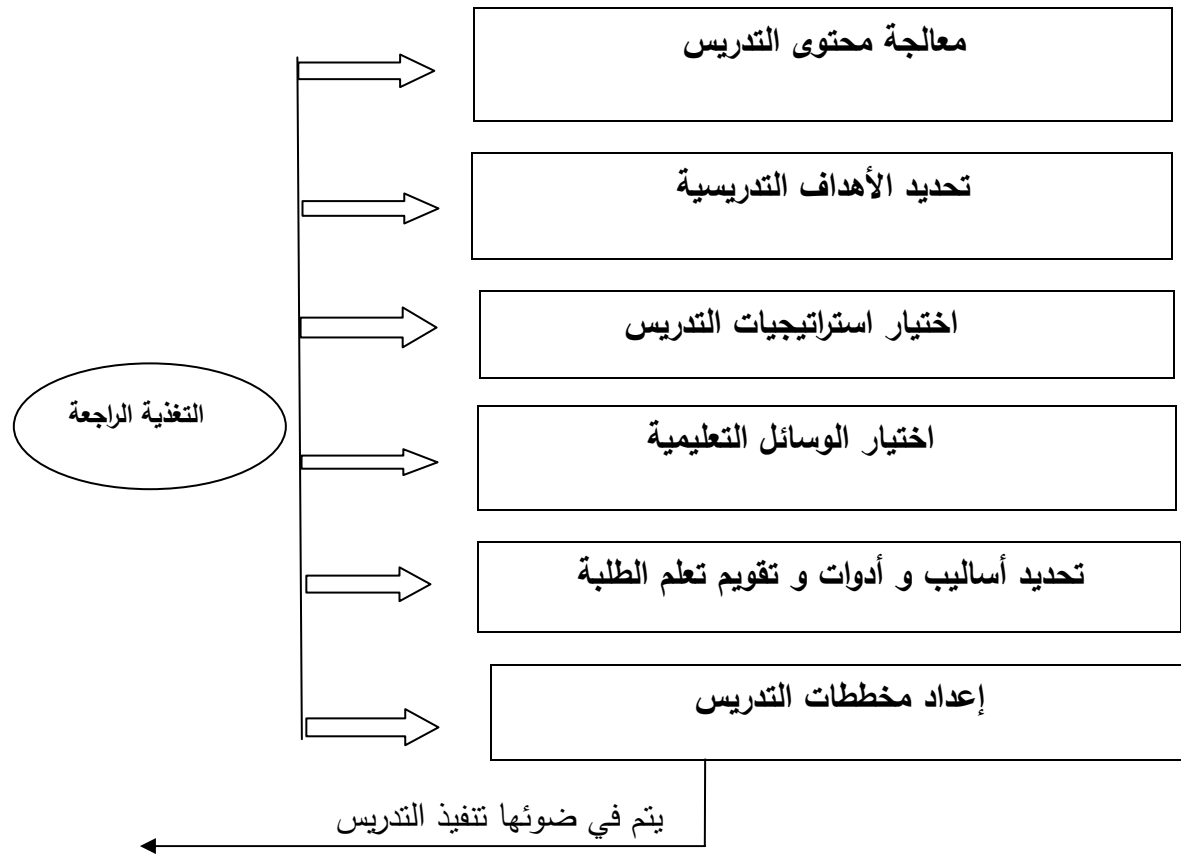 معالجة محتوى التدريس
تحديد الأهداف التدريسية
اختيار استراتيجيات التدريس
التغذية الراجعة
اختيار الوسائل التعليمية
تحديد أساليب و أدوات و تقويم تعلم الطلبة
إعداد مخططات التدريس
يتم في ضوئها تنفيذ التدريس